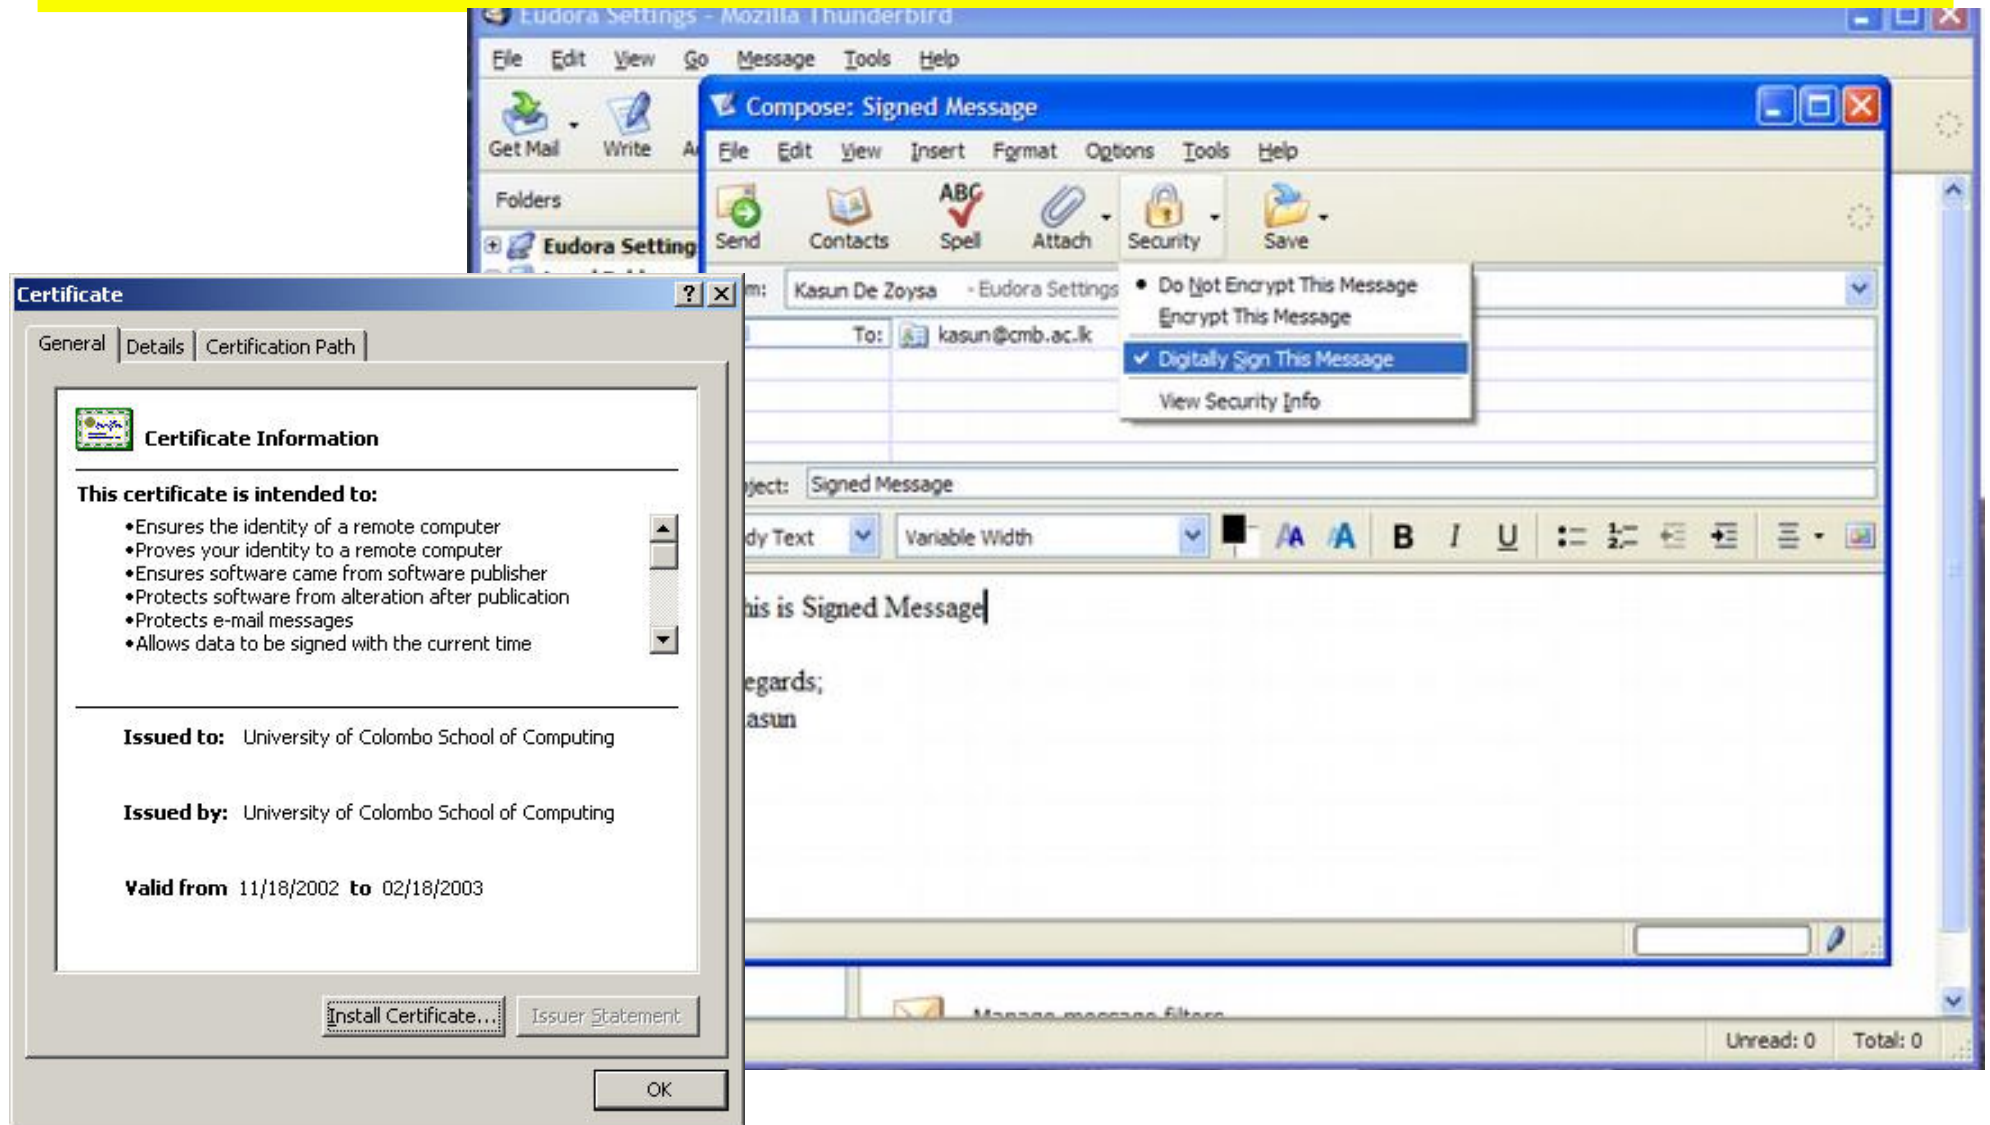 Eudora Settings - Mozilla Thunderbird
File Edit View Go Message Tools Help
Get Mail Write
Folders
Eudora Setting
Compose: Signed Message
File Edit View Insert Format Options Tools Help
ABC
Send Contacts Spell Attach Security Save
m: Kasun De Zoysa - Eudora Settings
To: kasun@cmb.ac.lk
Do Not Encrypt This Message
Encrypt This Message
Digitally Sign This Message
View Security Info
ject: Signed Message
dy Text Variable Width
B I U
his is Signed Message
egards;
asun
Manage message filters
Unread: 0 Total: 0
Certificate
General Details Certification Path
Certificate Information
This certificate is intended to:
•Ensures the identity of a remote computer
•Proves your identity to a remote computer
•Ensures software came from software publisher
•Protects software from alteration after publication
•Protects e-mail messages
•Allows data to be signed with the current time
Issued to: University of Colombo School of Computing
Issued by: University of Colombo School of Computing
Valid from 11/18/2002 to 02/18/2003
Install Certificate... Issuer Statement
OK